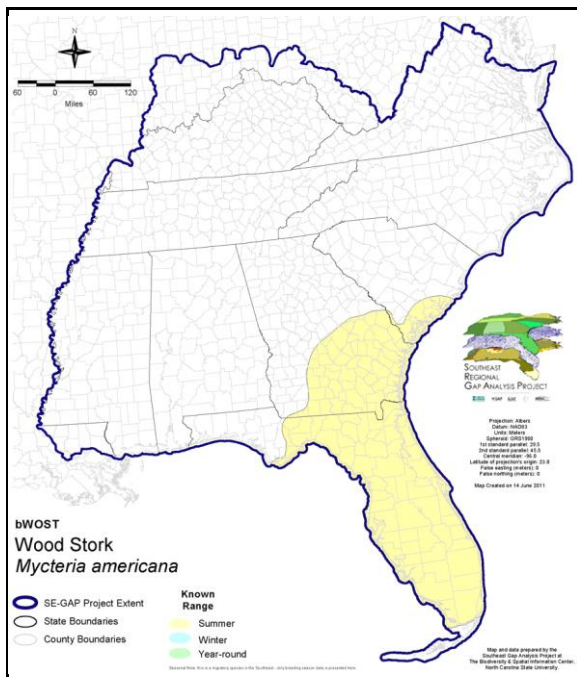 N
60 0 60 120
Miles
SOUTHEAST
REGIONAL
GAP ANALYSIS PROJECT
Projection: Albers
Datum: NAD83
Units: Meters
Spheroid: GRS1980
1st standard parallel: 29.5
2nd standard parallel: 45.5
Central meridian: -96.0
Latitude of projection's origin: 23.0
False easting (meters): 0
False northing (meters): 0
Map Created on 14 June 2011
bWOST
Wood Stork
Mycteria americana
SE-GAP Project Extent
State Boundaries
County Boundaries
Known
Range
Summer
Winter
Year-round
Map and data prepared by the
Southeast Gap Analysis Project at
The Biodiversity & Spatial Information Center,
North Carolina State University.